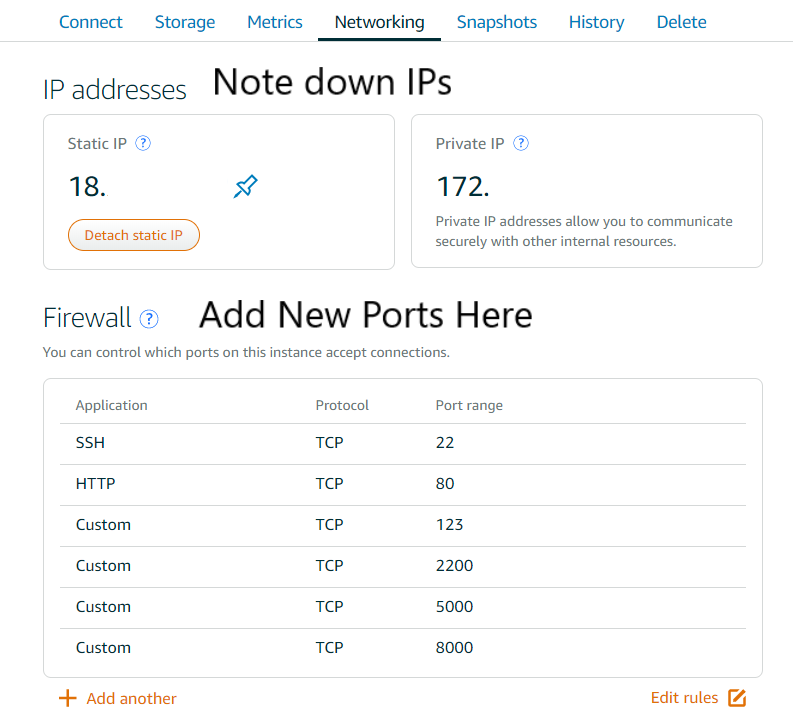 Connect Storage Metrics Networking Snapshots History Delete
IP addresses Note down IPs
Static IP ?
18.
Detach static IP
Private IP ?
172.
Private IP addresses allow you to communicate
securely with other internal resources.
Firewall ? Add New Ports Here
You can control which ports on this instance accept connections.
Application Protocol Port range
SSH TCP 22
HTTP TCP 80
Custom TCP 123
Custom TCP 2200
Custom TCP 5000
Custom TCP 8000
+ Add another Edit rules